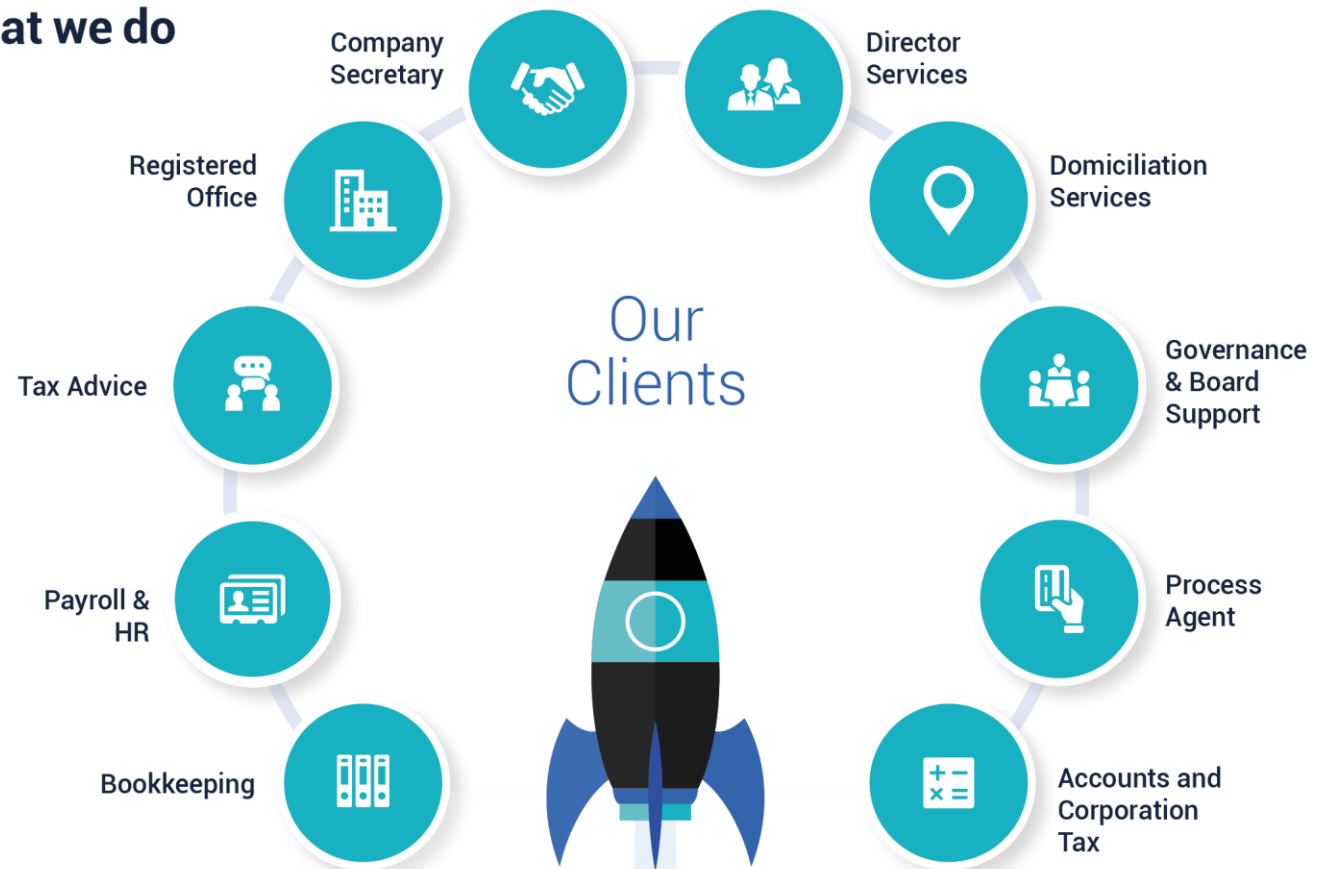 at we do
Company
Secretary
Director
Services
Registered
Office
Domiciliation
Services
Our
Clients
Tax Advice
Governance
& Board
Support
Payroll &
HR
Process
Agent
Bookkeeping
Accounts and
Corporation
Tax